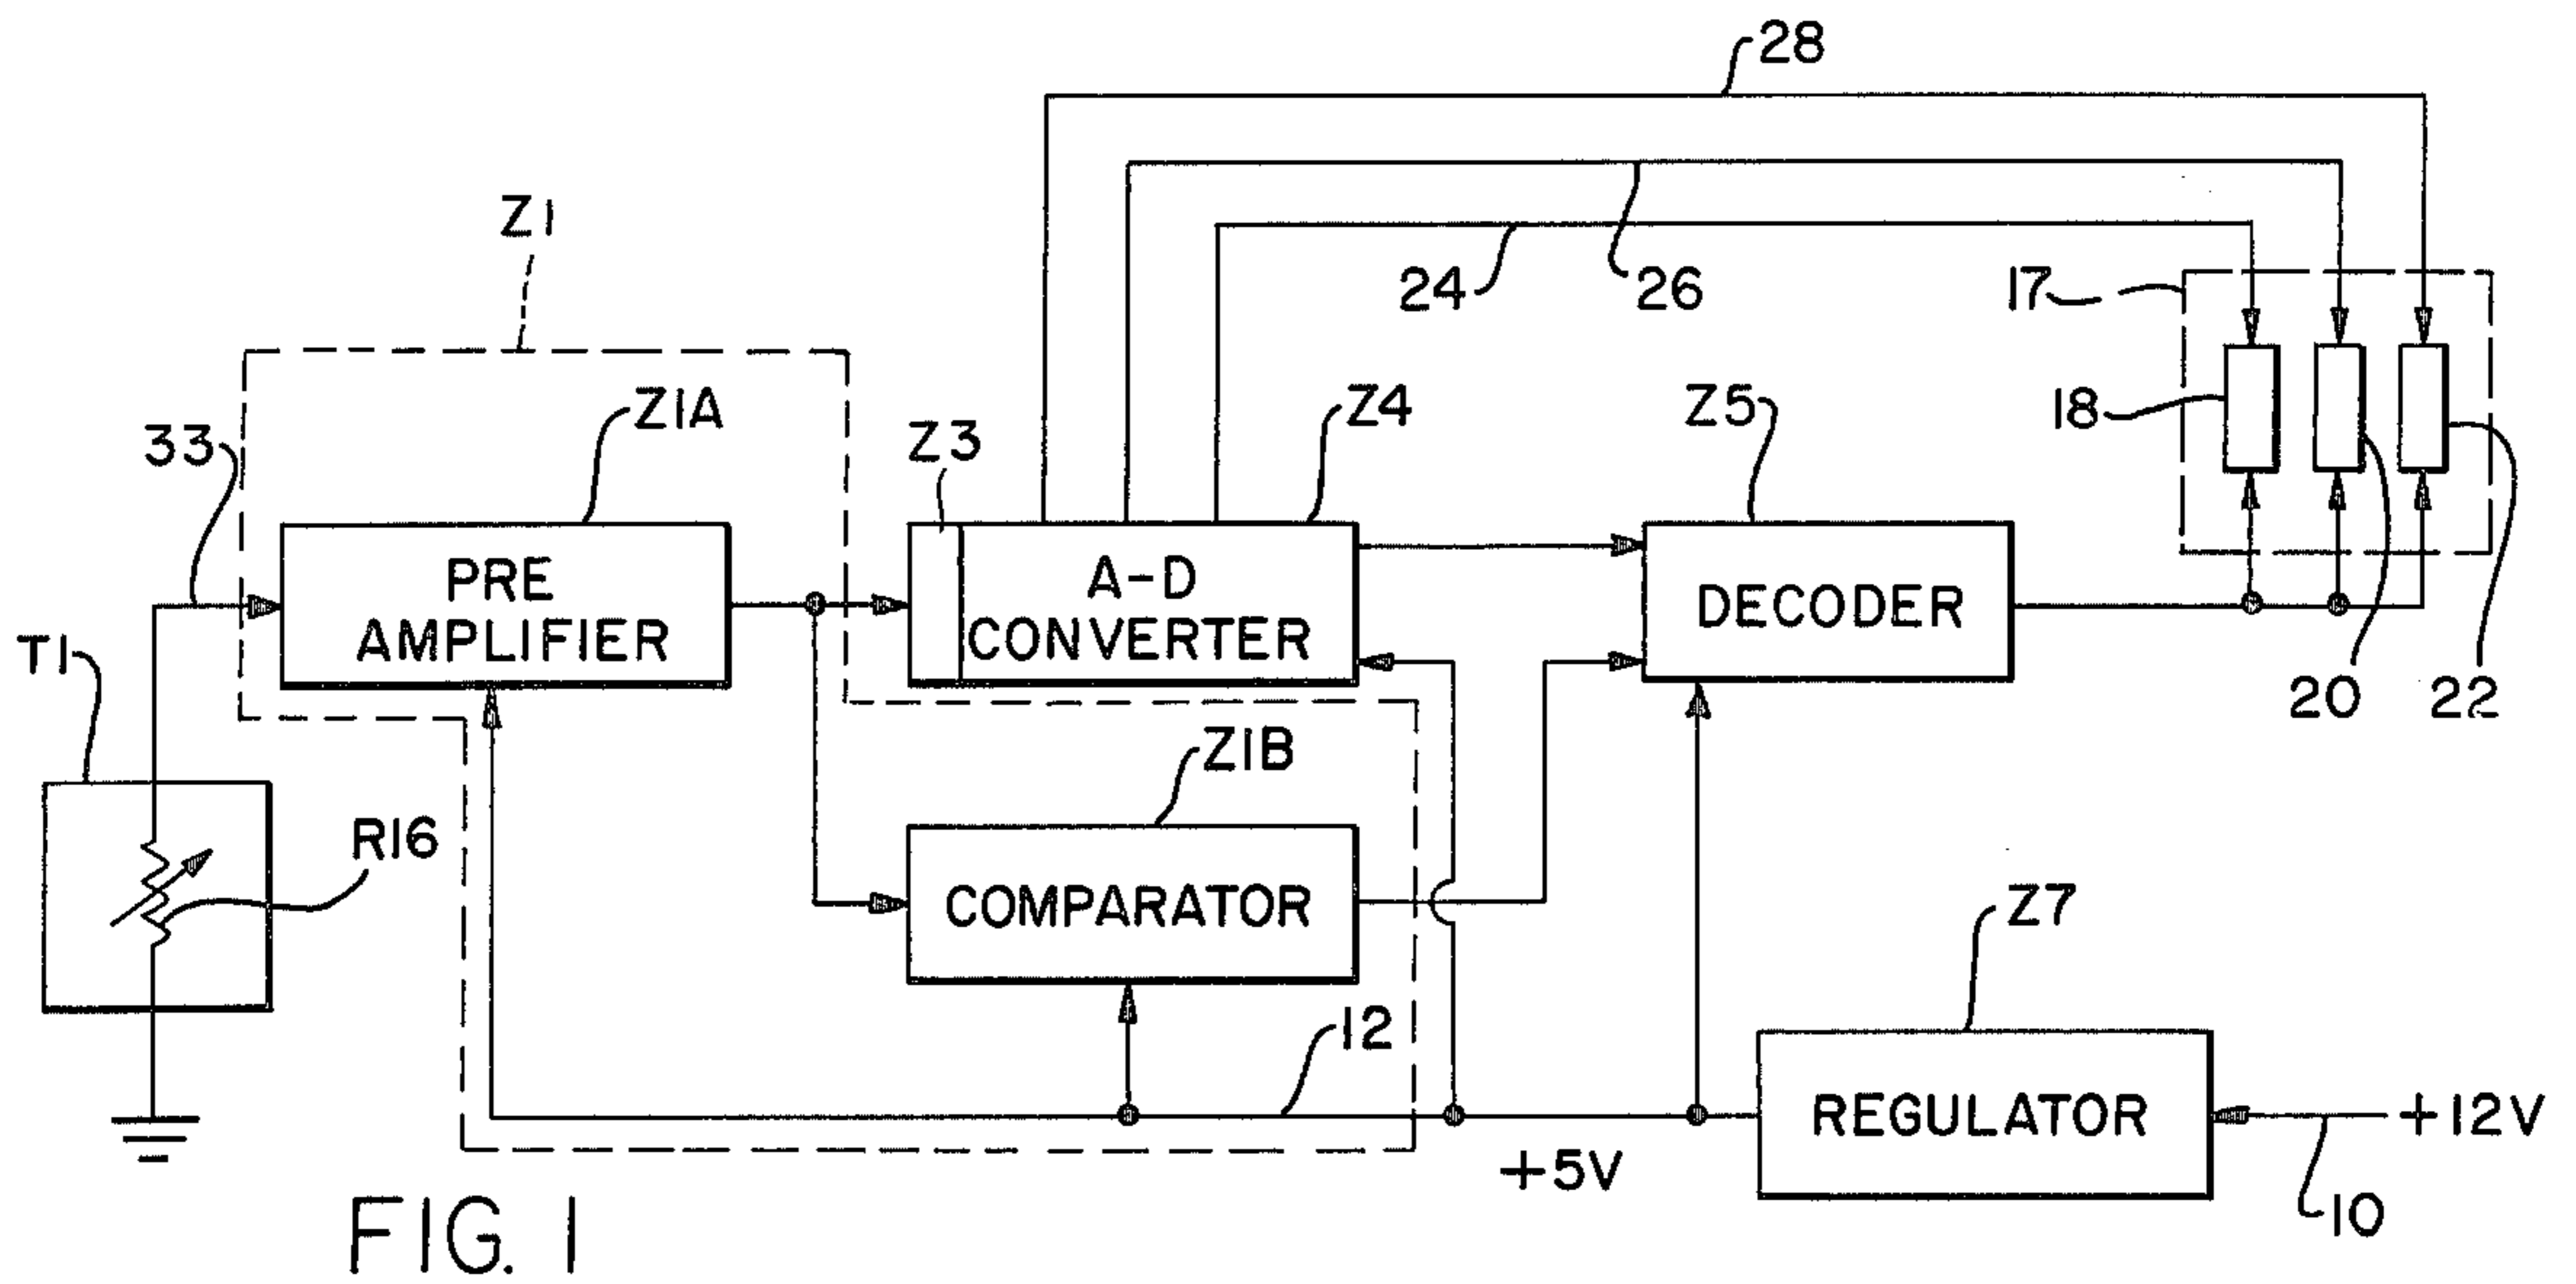 28
Z1
24
26
17
Z1A
Z3
Z4
Z5
18
33
PRE
AMPLIFIER
A-D
CONVERTER
DECODER
T1
20
22
Z1B
R16
COMPARATOR
Z7
12
REGULATOR
+12V
+5V
10
FIG. 1